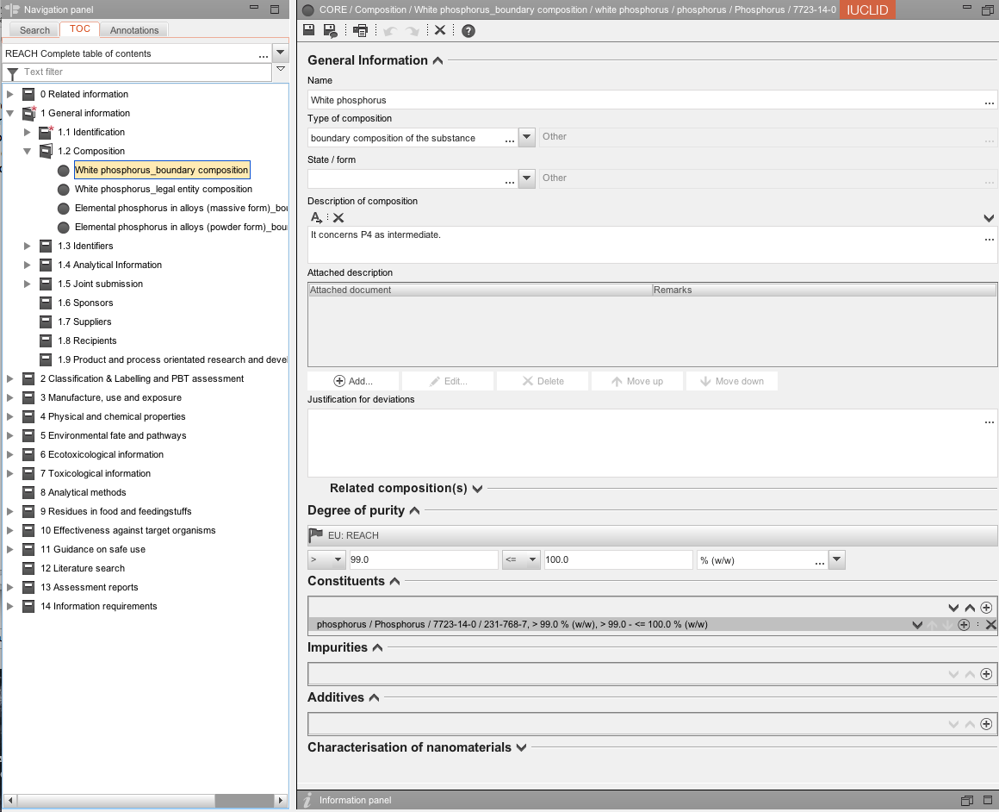 Navigation panel
Search TOC Annotations
REACH Complete table of contents ...
Text filter
0 Related information
1 General information
1.1 Identification
1.2 Composition
White phosphorus_boundary composition
White phosphorus_legal entity composition
Elemental phosphorus in alloys (massive form)_bou
Elemental phosphorus in alloys (powder form)_bou
1.3 Identifiers
1.4 Analytical Information
1.5 Joint submission
1.6 Sponsors
1.7 Suppliers
1.8 Recipients
1.9 Product and process orientated research and deve
2 Classification & Labelling and PBT assessment
3 Manufacture, use and exposure
4 Physical and chemical properties
5 Environmental fate and pathways
6 Ecotoxicological information
7 Toxicological information
8 Analytical methods
9 Residues in food and feedingstuffs
10 Effectiveness against target organisms
11 Guidance on safe use
12 Literature search
13 Assessment reports
14 Information requirements
CORE / Composition / White phosphorus_boundary composition / white phosphorus / phosphorus / Phosphorus / 7723-14-0 IUCLID
General Information
Name
White phosphorus ...
Type of composition
boundary composition of the substance ... Other ...
State / form
... Other ...
Description of composition
A
It concerns P4 as intermediate. ...
Attached description
Attached document Remarks
Add... Edit... Delete Move up Move down
Justification for deviations
...
Related composition(s)
Degree of purity
EU: REACH
> 99.0 <= 100.0 % (w/w) ...
Constituents
phosphorus / Phosphorus / 7723-14-0 / 231-768-7, > 99.0 % (w/w), > 99.0 - <= 100.0 % (w/w)
Impurities
Additives
Characterisation of nanomaterials
Information panel